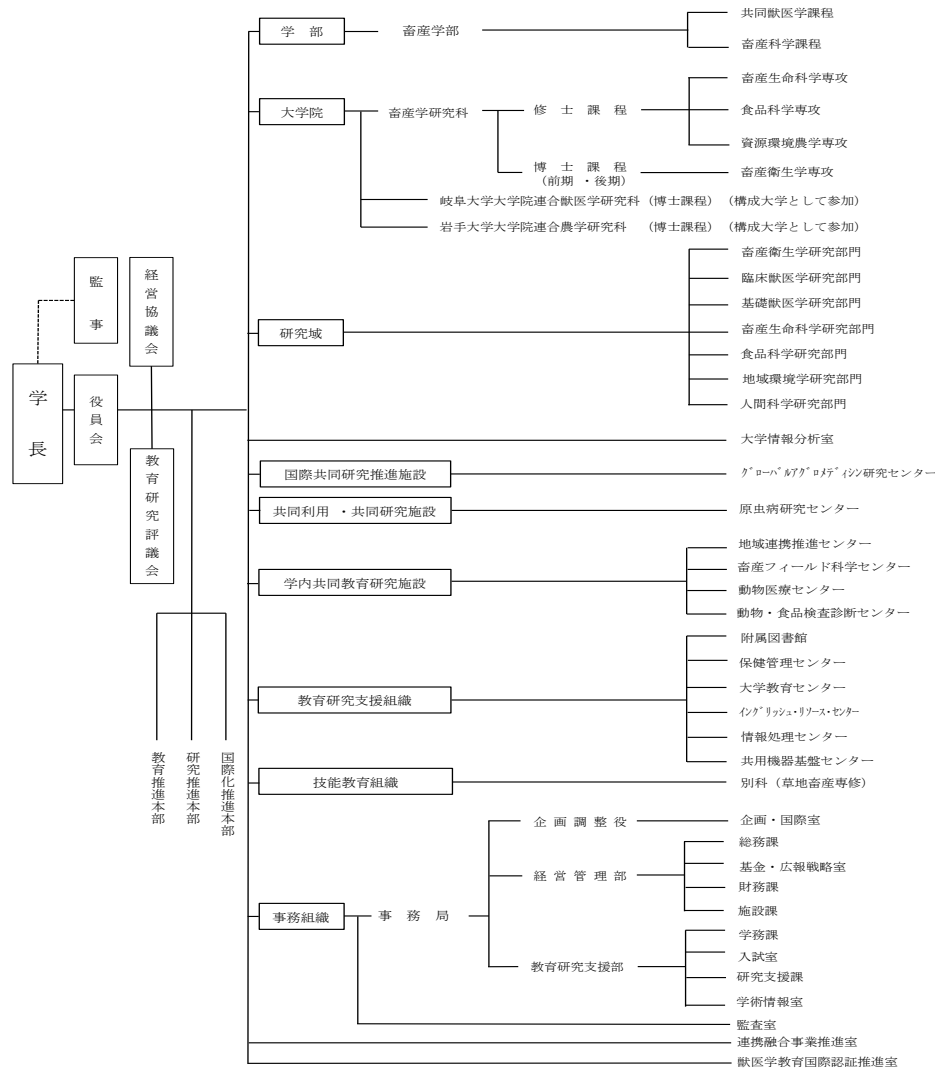 学長
監事
役員会
経営協議会
教育研究評議会
教育推進本部
研究推進本部
国際化推進本部
学部
畜産学部
共同獣医学課程
畜産科学課程
大学院
畜産学研究科
修士課程
畜産生命科学専攻
食品科学専攻
資源環境農学専攻
博士課程
(前期・後期)
畜産衛生学専攻
岐阜大学大学院連合獣医学研究科(博士課程)(構成大学として参加)
岩手大学大学院連合農学研究科 (博士課程)(構成大学として参加)
研究域
畜産衛生学研究部門
臨床獣医学研究部門
基礎獣医学研究部門
畜産生命科学研究部門
食品科学研究部門
地域環境学研究部門
人間科学研究部門
大学情報分析室
国際共同研究推進施設
グローバルアグロメディシン研究センター
共同利用・共同研究施設
原虫病研究センター
学内共同教育研究施設
地域連携推進センター
畜産フィールド科学センター
動物医療センター
動物・食品検査診断センター
教育研究支援組織
附属図書館
保健管理センター
大学教育センター
イングリッシュ・リソース・センター
情報処理センター
共用機器基盤センター
技能教育組織
別科(草地畜産専修)
事務組織
事務局
企画調整役
企画・国際室
経営管理部
総務課
基金・広報戦略室
財務課
施設課
教育研究支援部
学務課
入試室
研究支援課
学術情報室
監査室
連携融合事業推進室
獣医学教育国際認証推進室